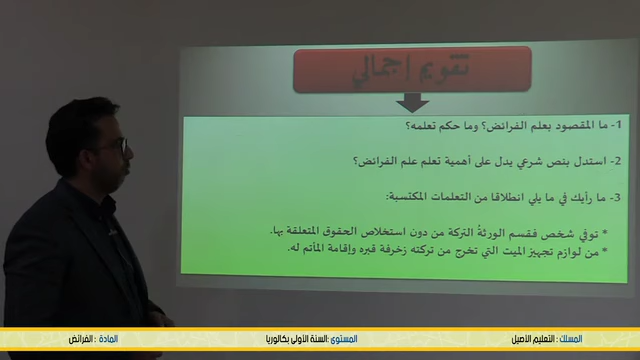 تقويم إجمالي
1- ما المقصود بعلم الفرائض؟ وما حكم تعلمه؟
2- استدل بنص شرعي يدل على أهمية تعلم علم الفرائض؟
3- ما رأيك في ما يلي انطلاقا من التعلمات المكتسبة:
* توفي شخص فقسم الورثةُ التركة من دون استخلاص الحقوق المتعلقة بها.
* من لوازم تجهيز الميت التي تخرج من تركته زخرفة قبره وإقامة المأتم له.
المسلك : التعليم الأصيل
المستوى :السنة الأولى بكالوريا
المادة : الفرائض